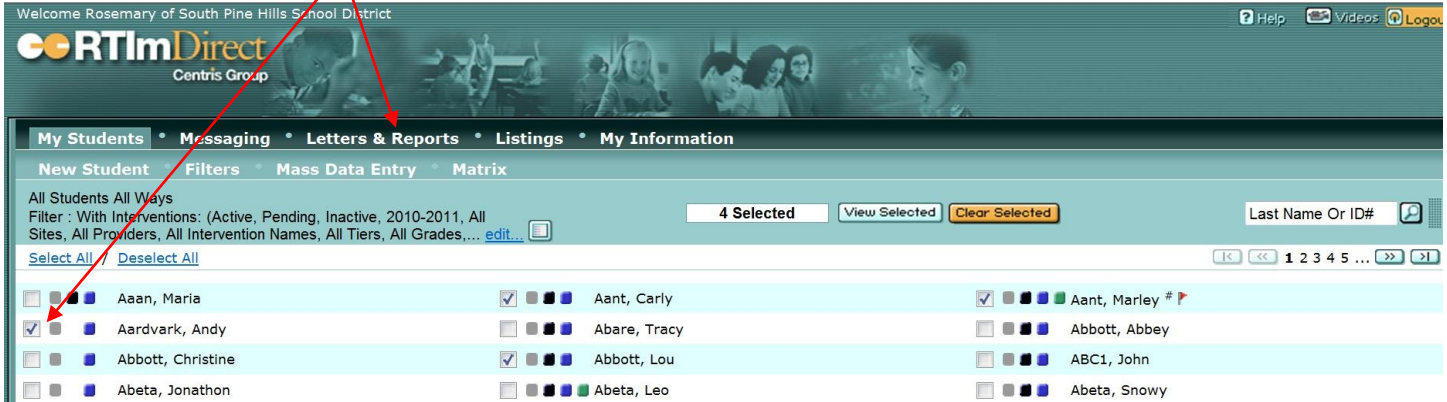 Welcome Rosemary of South Pine Hills School District
Help Videos Logou
RTImDirect
Centris Group
My Students • Messaging • Letters & Reports • Listings • My Information
New Student • Filters • Mass Data Entry • Matrix
All Students All Ways
Filter : With Interventions: (Active, Pending, Inactive, 2010-2011, All
Sites, All Providers, All Intervention Names, All Tiers, All Grades,... edit...
4 Selected View Selected Clear Selected Last Name Or ID#
Select All / Deselect All
1 2 3 4 5 ...
Aaan, Maria Aant, Carly Aant, Marley #
Aardvark, Andy Abare, Tracy Abbott, Abbey
Abbott, Christine Abbott, Lou ABC1, John
Abeta, Jonathon Abeta, Leo Abeta, Snowy